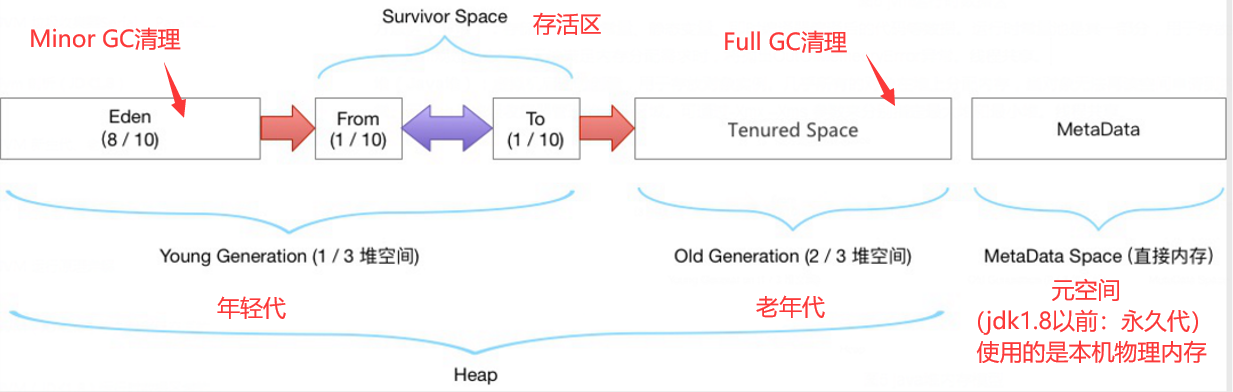 Survivor Space
存活区
Minor GC清理
Full GC清理
Eden
(8 / 10)
From
(1 / 10)
To
(1 / 10)
Tenured Space
MetaData
Young Generation (1 / 3 堆空间)
Old Generation (2 / 3 堆空间)
MetaData Space (直接内存)
年轻代
老年代
元空间
(jdk1.8以前：永久代)
使用的是本机物理内存
Heap